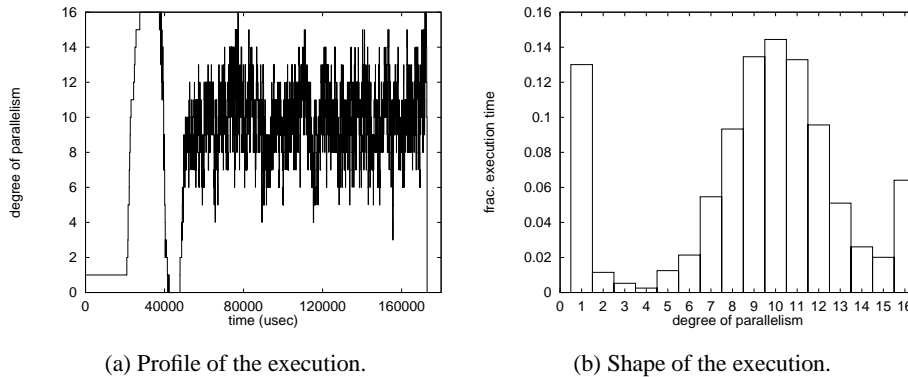 16
14
12
10
8
6
4
2
0
degree of parallelism
0 40000 80000 120000 160000
time (usec)
(a) Profile of the execution.
0.16
0.14
0.12
0.1
0.08
0.06
0.04
0.02
0
frac. execution time
0 1 2 3 4 5 6 7 8 9 10 11 12 13 14 15 16
degree of parallelism
(b) Shape of the execution.